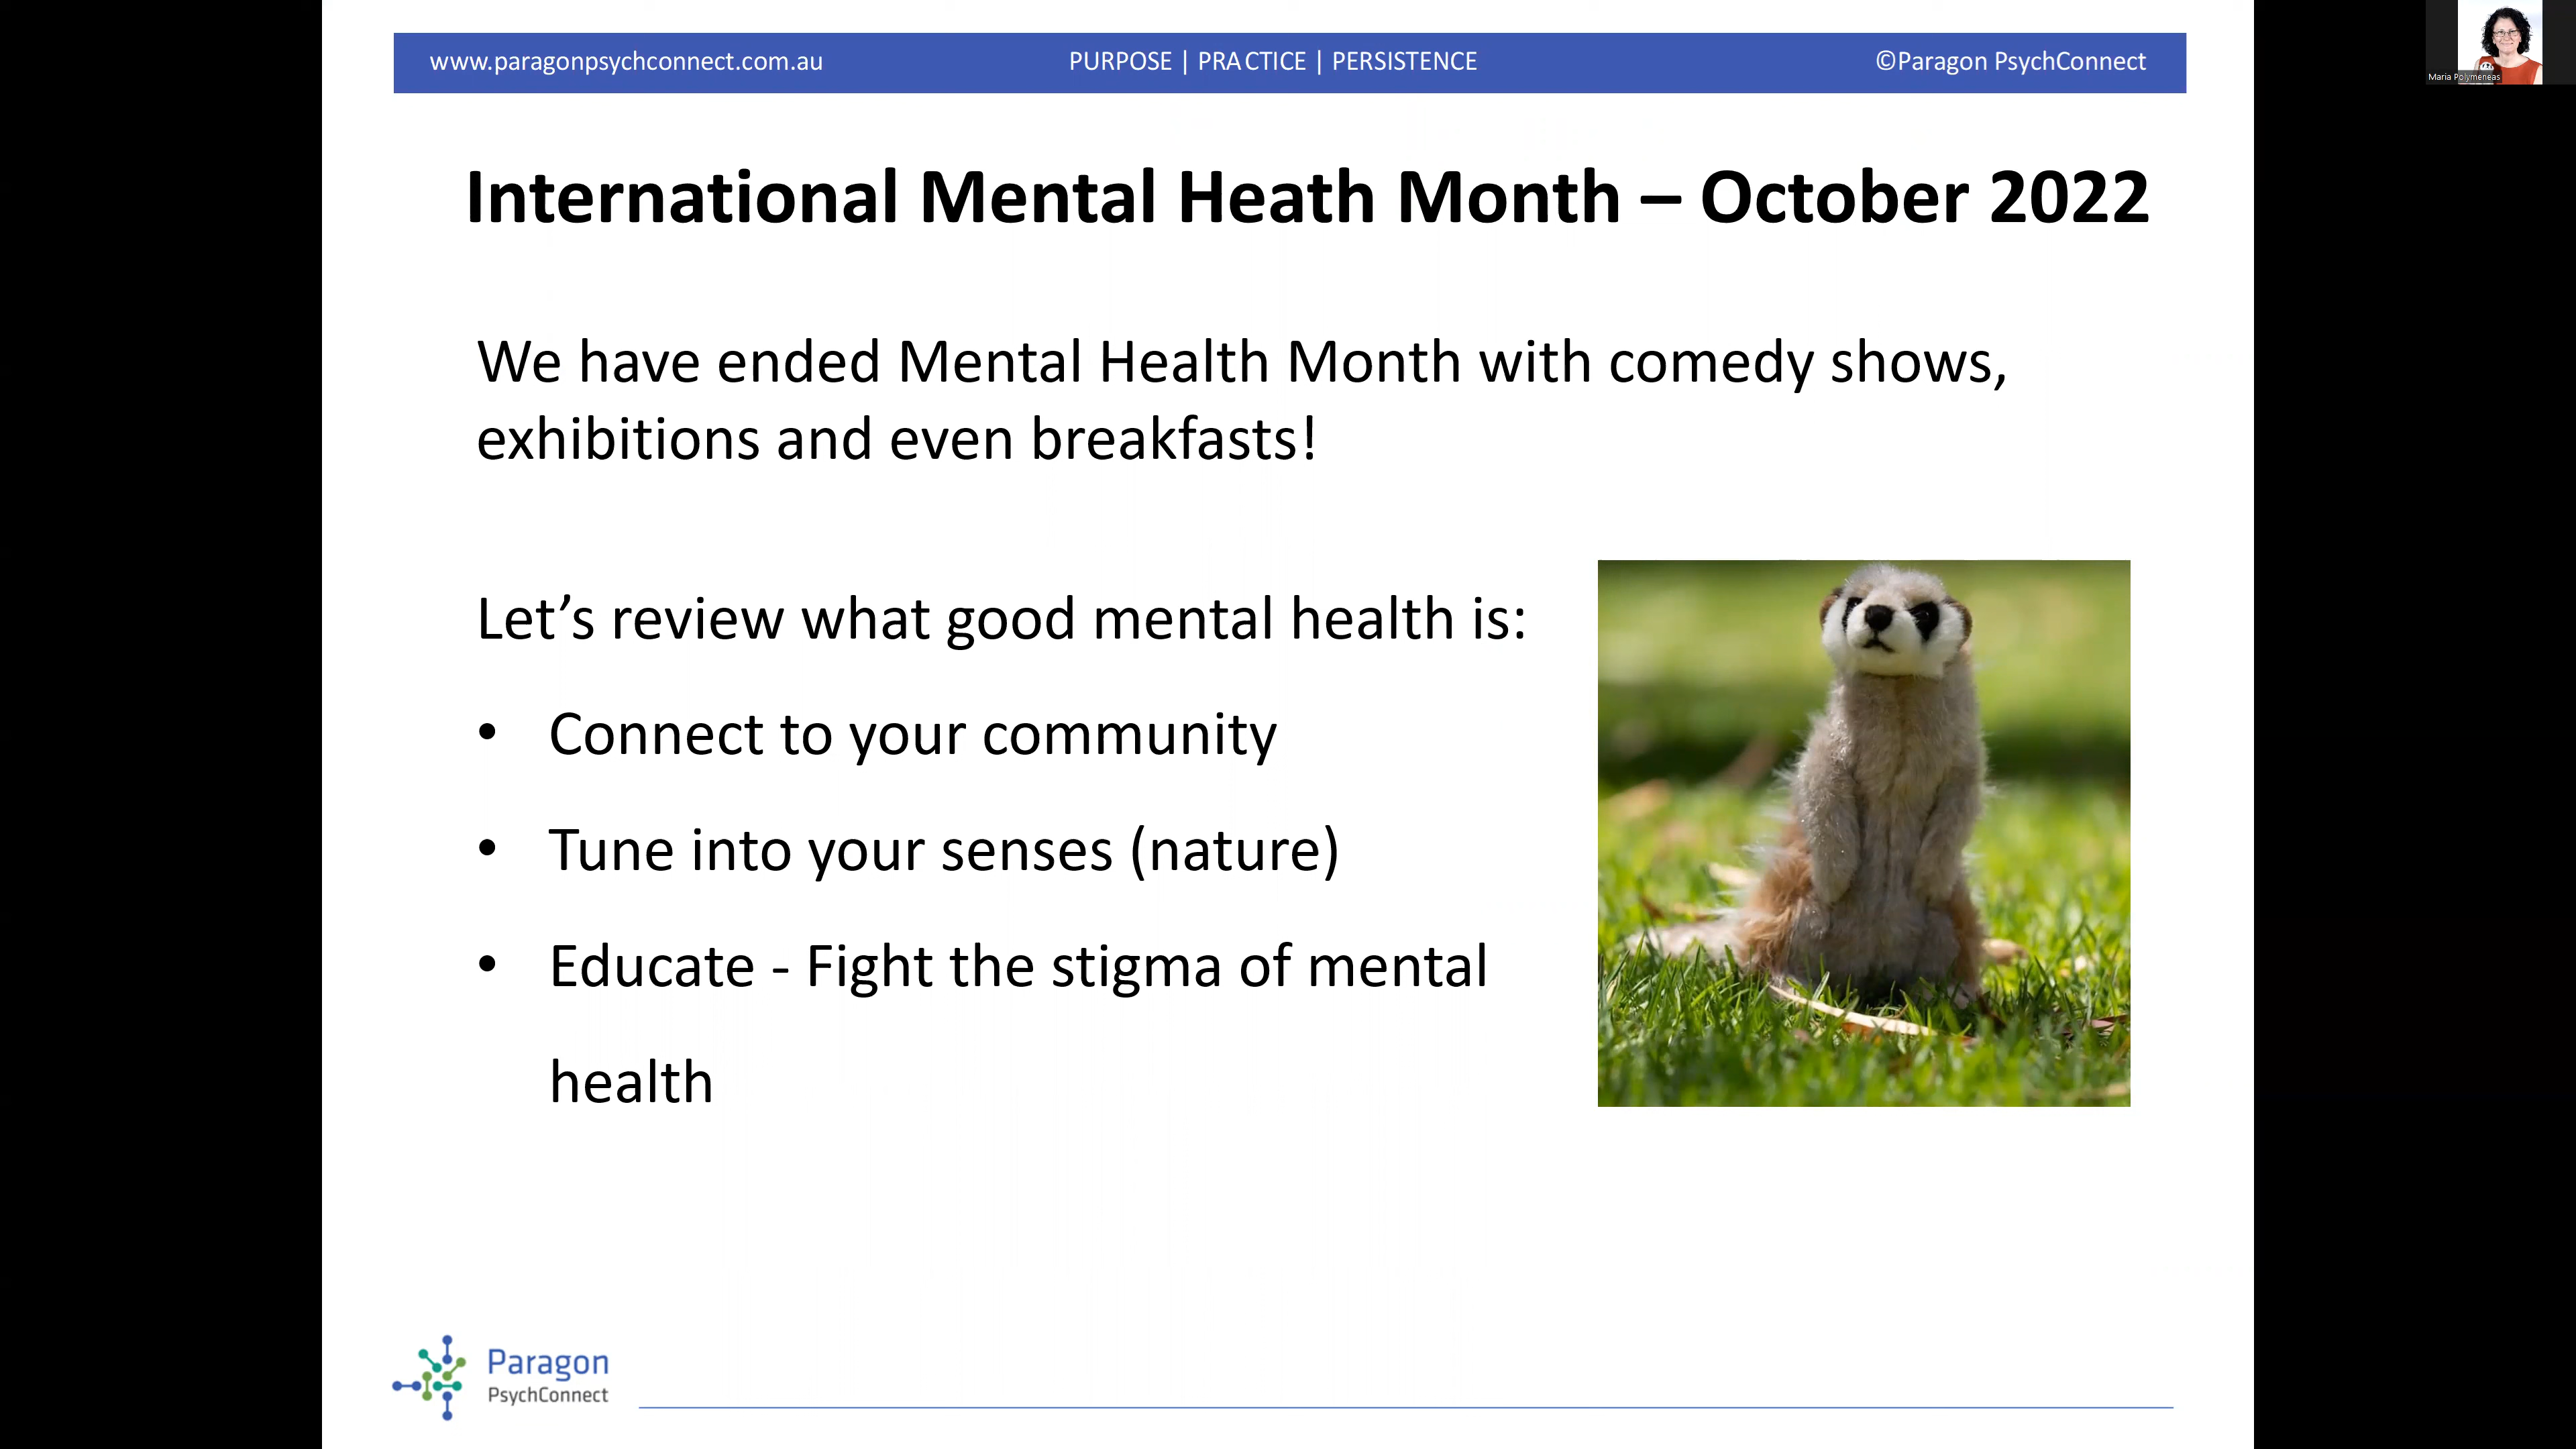 www.paragonpsychconnect.com.au PURPOSE | PRACTICE | PERSISTENCE ©Paragon PsychConnect
Maria Polymeneas
International Mental Heath Month – October 2022
We have ended Mental Health Month with comedy shows,
exhibitions and even breakfasts!
Let’s review what good mental health is:
• Connect to your community
• Tune into your senses (nature)
• Educate - Fight the stigma of mental
health
Paragon
PsychConnect